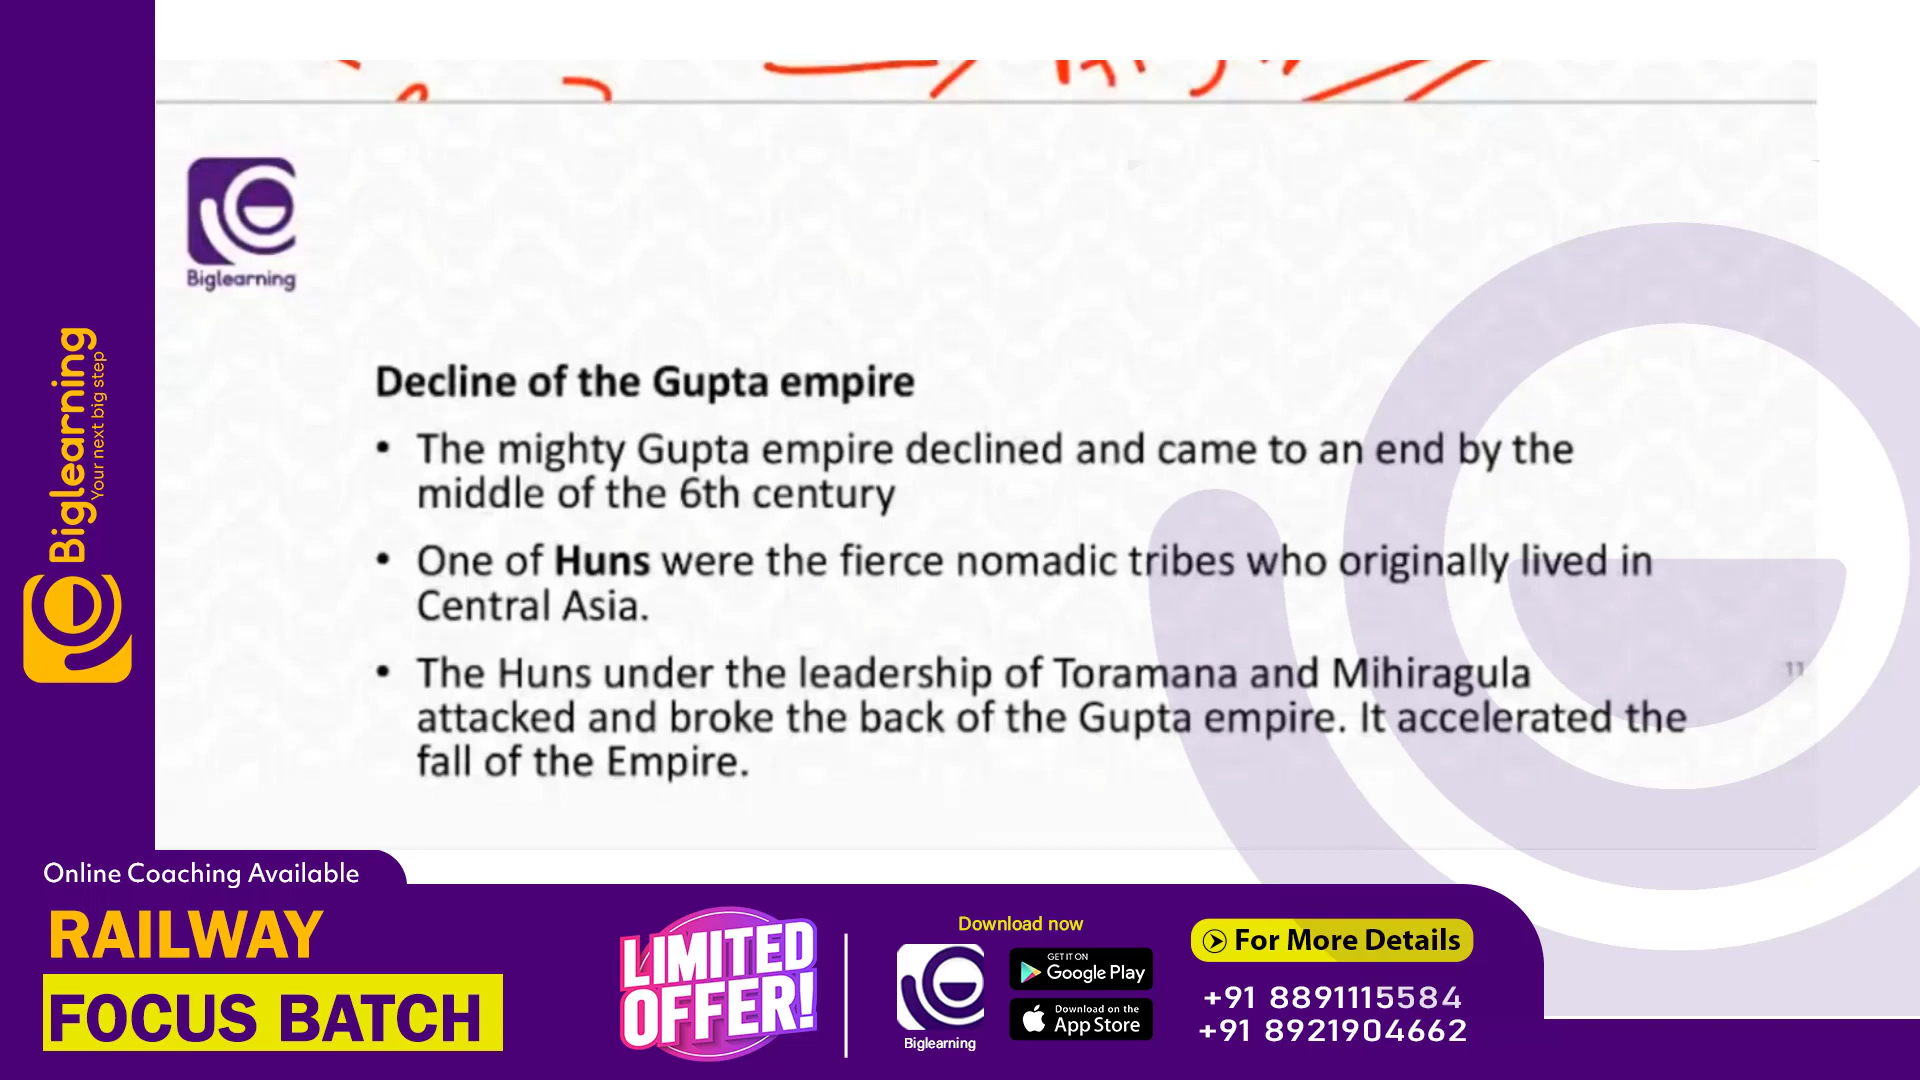 Biglearning
Decline of the Gupta empire
• The mighty Gupta empire declined and came to an end by the
middle of the 6th century
• One of Huns were the fierce nomadic tribes who originally lived in
Central Asia.
• The Huns under the leadership of Toramana and Mihiragula
attacked and broke the back of the Gupta empire. It accelerated the
fall of the Empire.
11
Biglearning
Your next big step
Online Coaching Available
RAILWAY
FOCUS BATCH
LIMITED
OFFER!
Download now
Biglearning
GET IT ON
Google Play
Download on the
App Store
For More Details
+91 8891115584
+91 8921904662